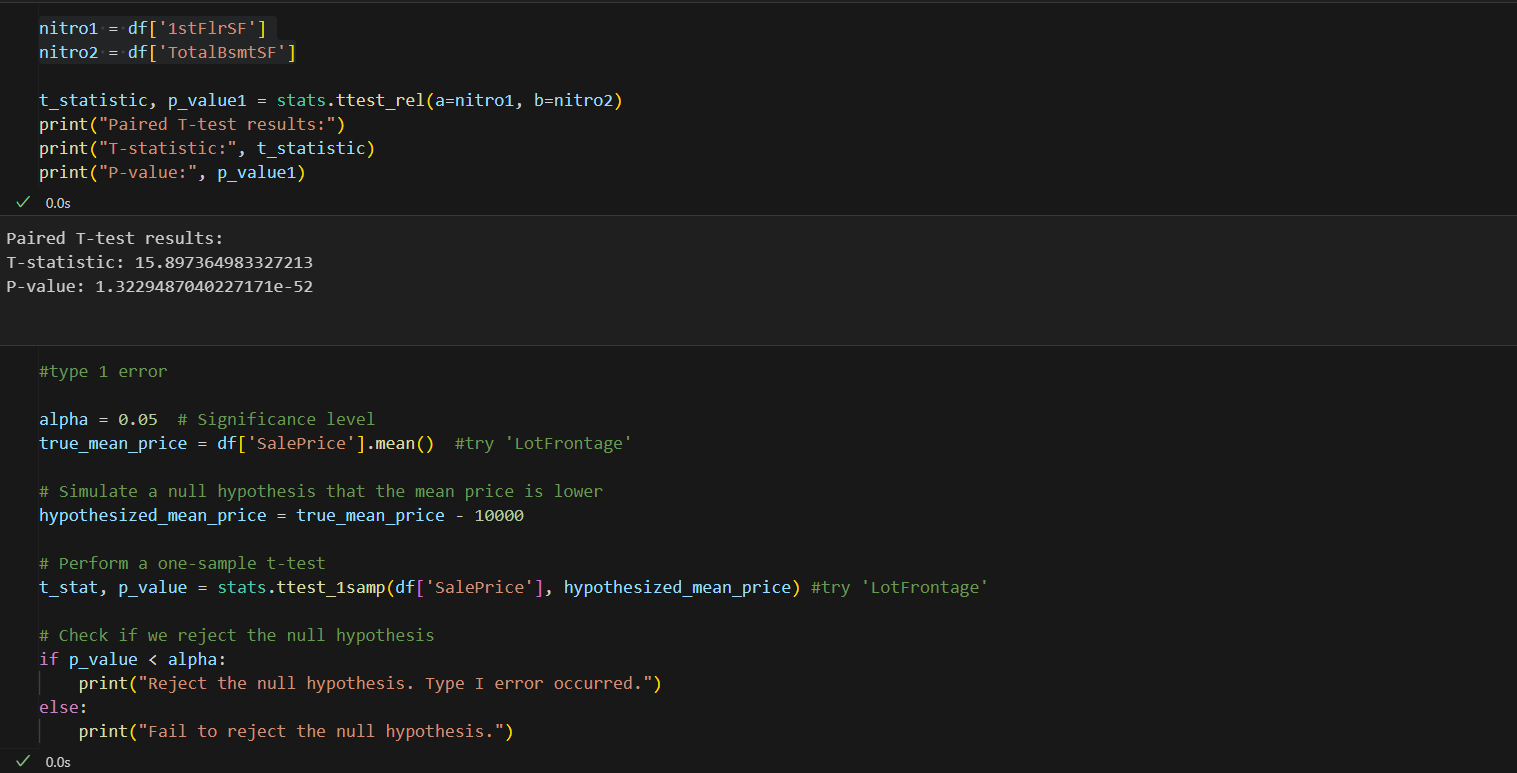 nitro1 = df['1stFlrSF']
nitro2 = df['TotalBsmtSF']
t_statistic, p_value1 = stats.ttest_rel(a=nitro1, b=nitro2)
print("Paired T-test results:")
print("T-statistic:", t_statistic)
print("P-value:", p_value1)
0.0s
Paired T-test results:
T-statistic: 15.897364983327213
P-value: 1.3229487040227171e-52
#type 1 error
alpha = 0.05  # Significance level
true_mean_price = df['SalePrice'].mean()  #try 'LotFrontage'
# Simulate a null hypothesis that the mean price is lower
hypothesized_mean_price = true_mean_price - 10000
# Perform a one-sample t-test
t_stat, p_value = stats.ttest_1samp(df['SalePrice'], hypothesized_mean_price) #try 'LotFrontage'
# Check if we reject the null hypothesis
if p_value < alpha:
    print("Reject the null hypothesis. Type I error occurred.")
else:
    print("Fail to reject the null hypothesis.")
0.0s